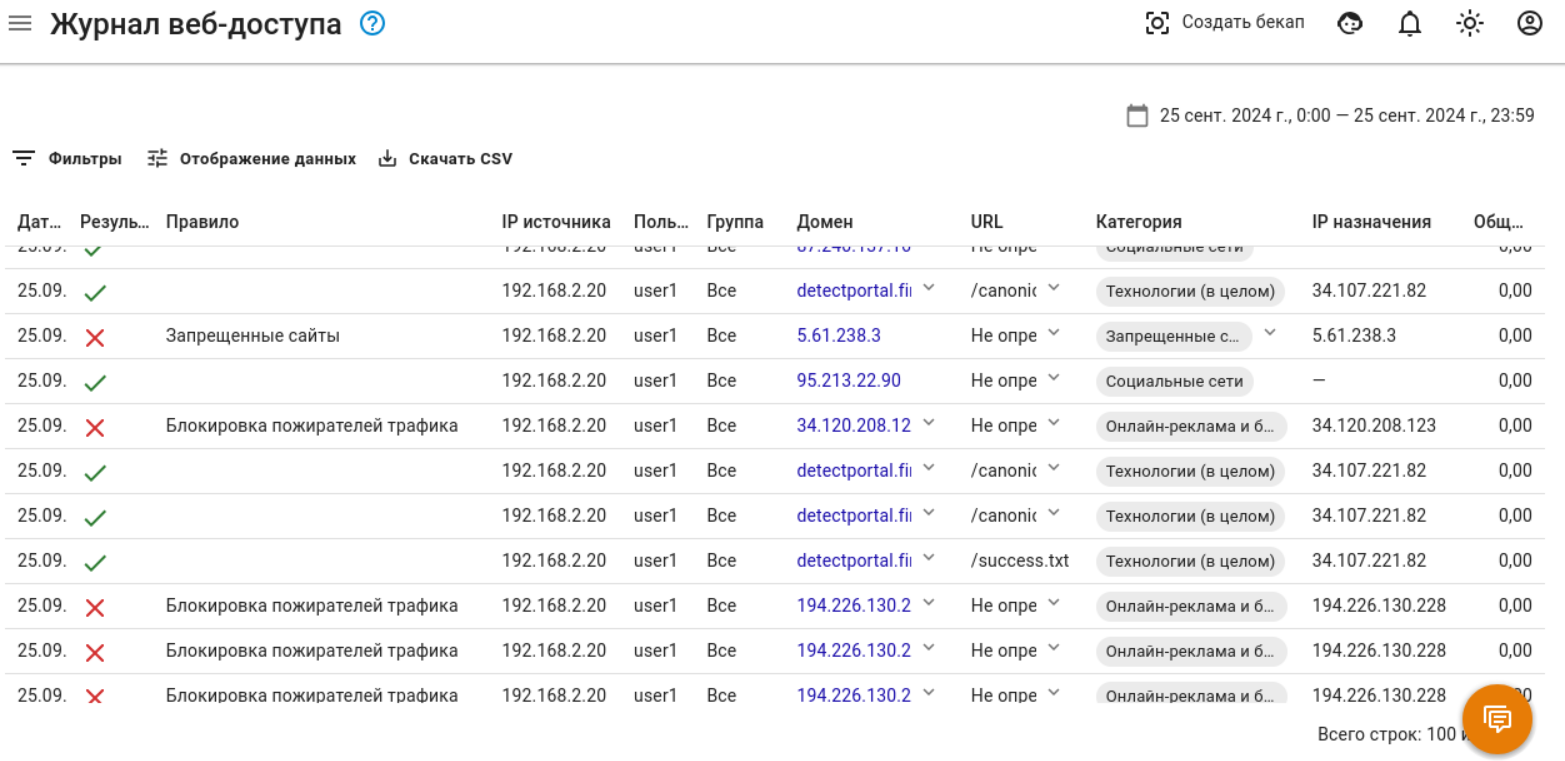 Журнал веб-доступа ?
Создать бекап
25 сент. 2024 г., 0:00 — 25 сент. 2024 г., 23:59
Фильтры Отображение данных Скачать CSV
Дат... Резуль... Правило IP источника Поль... Группа Домен URL Категория IP назначения Общ...
25.09. 192.168.2.20 user1 Все Не опре Социальные сети 0,00
25.09. 192.168.2.20 user1 Все detectportal.fi /canonic Технологии (в целом) 34.107.221.82 0,00
25.09. Запрещенные сайты 192.168.2.20 user1 Все 5.61.238.3 Не опре Запрещенные с... 5.61.238.3 0,00
25.09. 192.168.2.20 user1 Все 95.213.22.90 Не опре Социальные сети — 0,00
25.09. Блокировка пожирателей трафика 192.168.2.20 user1 Все 34.120.208.12 Не опре Онлайн-реклама и б... 34.120.208.123 0,00
25.09. 192.168.2.20 user1 Все detectportal.fi /canonic Технологии (в целом) 34.107.221.82 0,00
25.09. 192.168.2.20 user1 Все detectportal.fi /canonic Технологии (в целом) 34.107.221.82 0,00
25.09. 192.168.2.20 user1 Все detectportal.fi /success.txt Технологии (в целом) 34.107.221.82 0,00
25.09. Блокировка пожирателей трафика 192.168.2.20 user1 Все 194.226.130.2 Не опре Онлайн-реклама и б... 194.226.130.228 0,00
25.09. Блокировка пожирателей трафика 192.168.2.20 user1 Все 194.226.130.2 Не опре Онлайн-реклама и б... 194.226.130.228 0,00
25.09. Блокировка пожирателей трафика 192.168.2.20 user1 Все 194.226.130.2 Не опре Онлайн-реклама и б... 194.226.130.228
Всего строк: 100